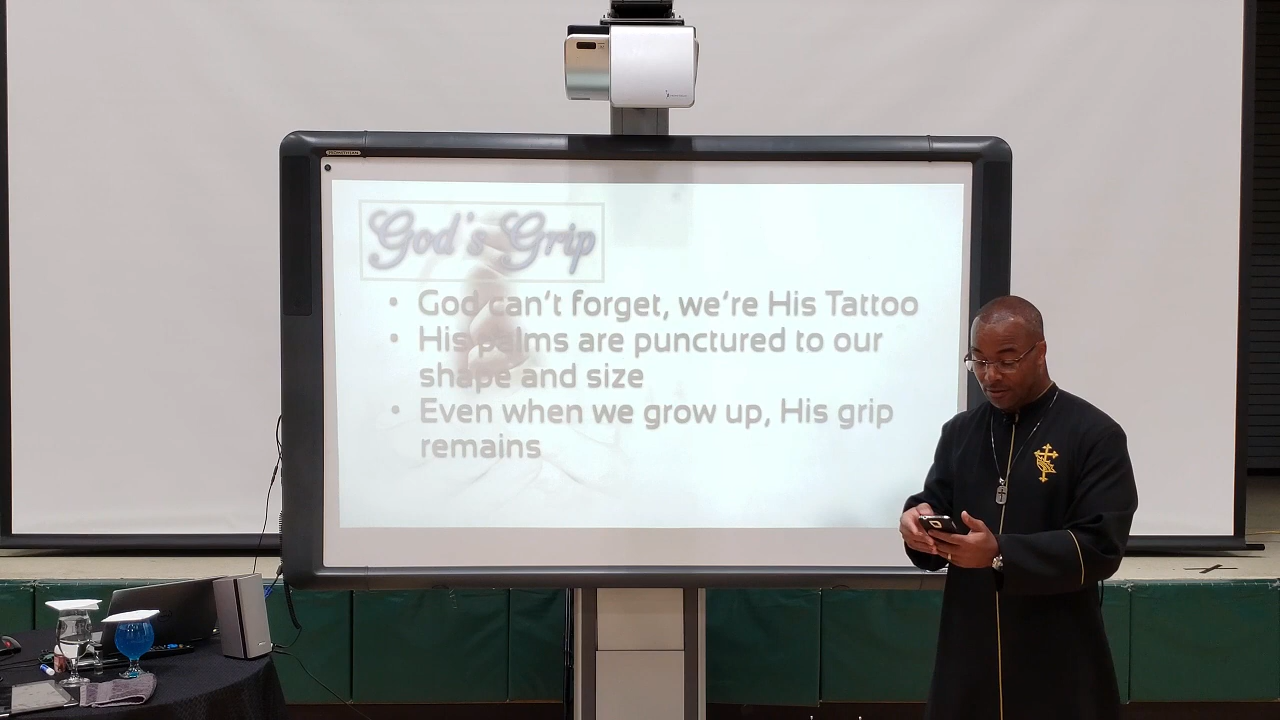 PROMETHEAN
God's Grip
• God can't forget, we're His Tattoo
• His palms are punctured to our
shape and size
• Even when we grow up, His grip
remains